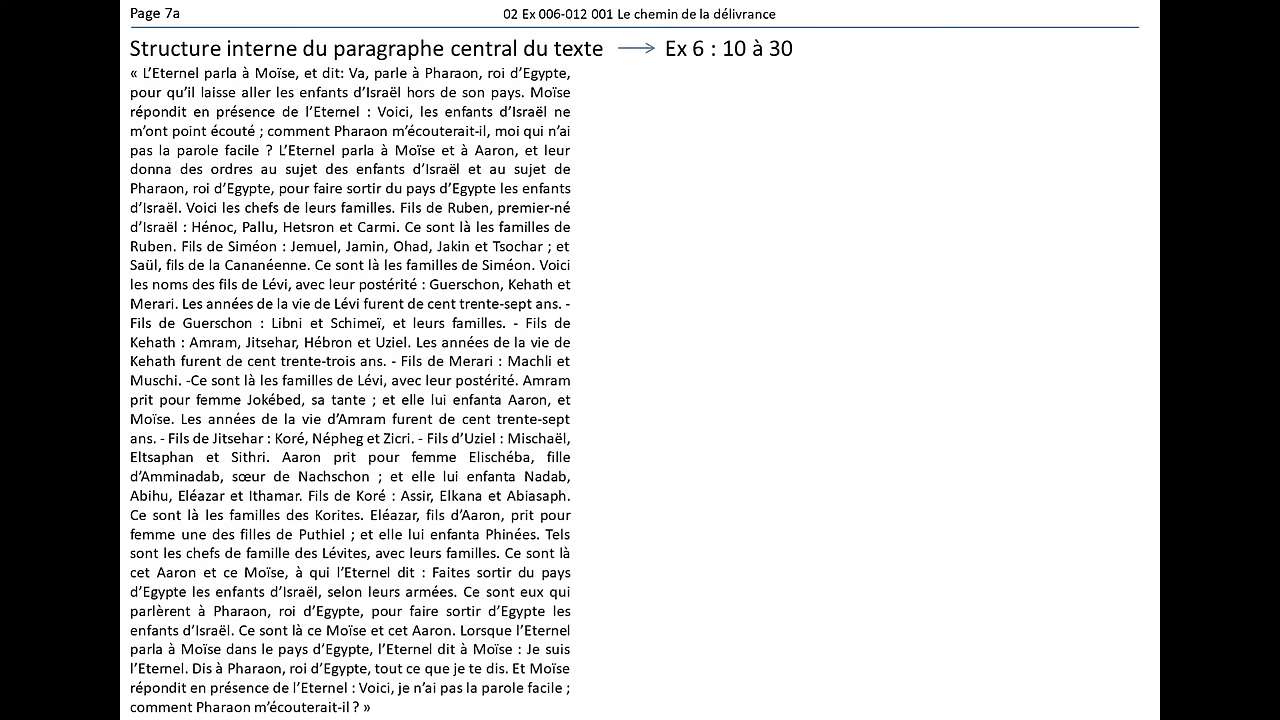 Page 7a
02 Ex 006-012 001 Le chemin de la délivrance
Structure interne du paragraphe central du texte → Ex 6 : 10 à 30
« L’Eternel parla à Moïse, et dit: Va, parle à Pharaon, roi d’Egypte,
pour qu’il laisse aller les enfants d’Israël hors de son pays. Moïse
répondit en présence de l’Eternel : Voici, les enfants d’Israël ne
m’ont point écouté ; comment Pharaon m’écouterait-il, moi qui n’ai
pas la parole facile ? L’Eternel parla à Moïse et à Aaron, et leur
donna des ordres au sujet des enfants d’Israël et au sujet de
Pharaon, roi d’Egypte, pour faire sortir du pays d’Egypte les enfants
d’Israël. Voici les chefs de leurs familles. Fils de Ruben, premier-né
d’Israël : Hénoc, Pallu, Hetsron et Carmi. Ce sont là les familles de
Ruben. Fils de Siméon : Jemuel, Jamin, Ohad, Jakin et Tsochar ; et
Saül, fils de la Cananéenne. Ce sont là les familles de Siméon. Voici
les noms des fils de Lévi, avec leur postérité : Guerschon, Kehath et
Merari. Les années de la vie de Lévi furent de cent trente-sept ans. -
Fils de Guerschon : Libni et Schimeï, et leurs familles. - Fils de
Kehath : Amram, Jitsehar, Hébron et Uziel. Les années de la vie de
Kehath furent de cent trente-trois ans. - Fils de Merari : Machli et
Muschi. -Ce sont là les familles de Lévi, avec leur postérité. Amram
prit pour femme Jokébed, sa tante ; et elle lui enfanta Aaron, et
Moïse. Les années de la vie d’Amram furent de cent trente-sept
ans. - Fils de Jitsehar : Koré, Népheg et Zicri. - Fils d’Uziel : Mischaël,
Eltsaphan et Sithri. Aaron prit pour femme Elischéba, fille
d’Amminadab, sœur de Nachschon ; et elle lui enfanta Nadab,
Abihu, Eléazar et Ithamar. Fils de Koré : Assir, Elkana et Abiasaph.
Ce sont là les familles des Korites. Eléazar, fils d’Aaron, prit pour
femme une des filles de Puthiel ; et elle lui enfanta Phinées. Tels
sont les chefs de famille des Lévites, avec leurs familles. Ce sont là
cet Aaron et ce Moïse, à qui l’Eternel dit : Faites sortir du pays
d’Egypte les enfants d’Israël, selon leurs armées. Ce sont eux qui
parlèrent à Pharaon, roi d’Egypte, pour faire sortir d’Egypte les
enfants d’Israël. Ce sont là ce Moïse et cet Aaron. Lorsque l’Eternel
parla à Moïse dans le pays d’Egypte, l’Eternel dit à Moïse : Je suis
l’Eternel. Dis à Pharaon, roi d’Egypte, tout ce que je te dis. Et Moïse
répondit en présence de l’Eternel : Voici, je n’ai pas la parole facile ;
comment Pharaon m’écouterait-il ? »